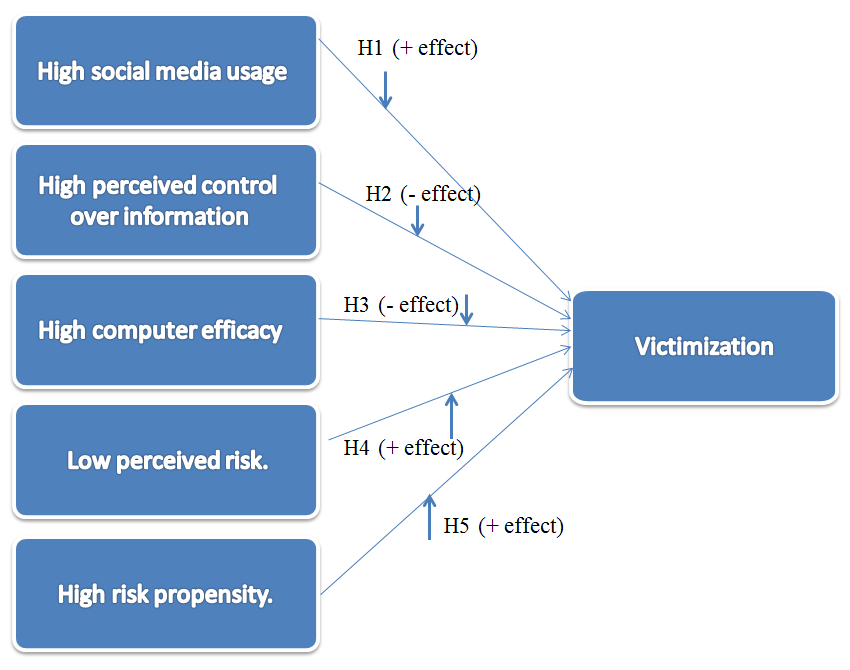 High social media usage
H1 (+ effect)
High perceived control
over information
H2 (- effect)
High computer efficacy
H3 (- effect)
Victimization
Low perceived risk.
H4 (+ effect)
High risk propensity.
H5 (+ effect)